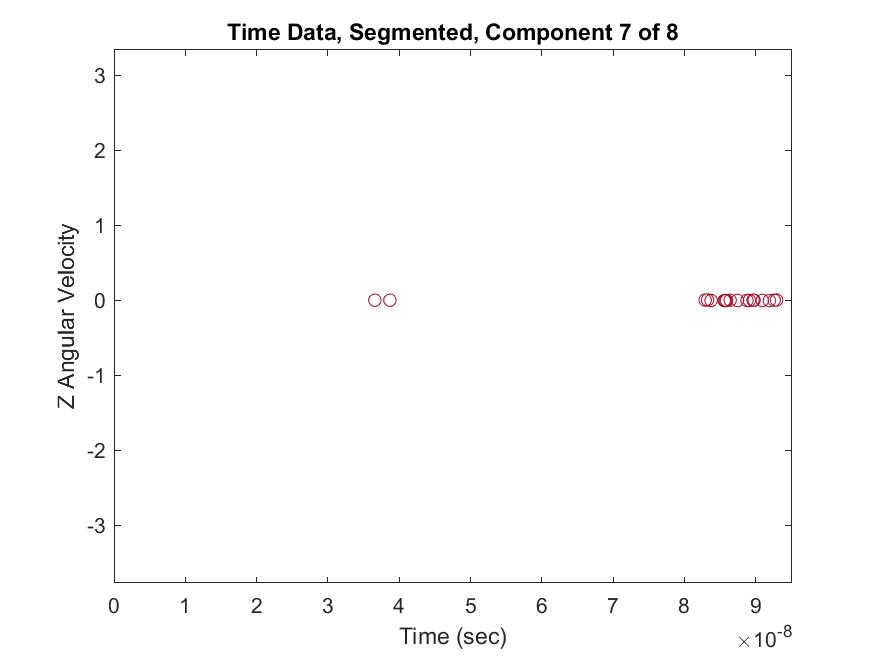 Time Data, Segmented, Component 7 of 8
3
2
1
0
-1
-2
-3
Z Angular Velocity
0 1 2 3 4 5 6 7 8 9
Time (sec)
×10-8